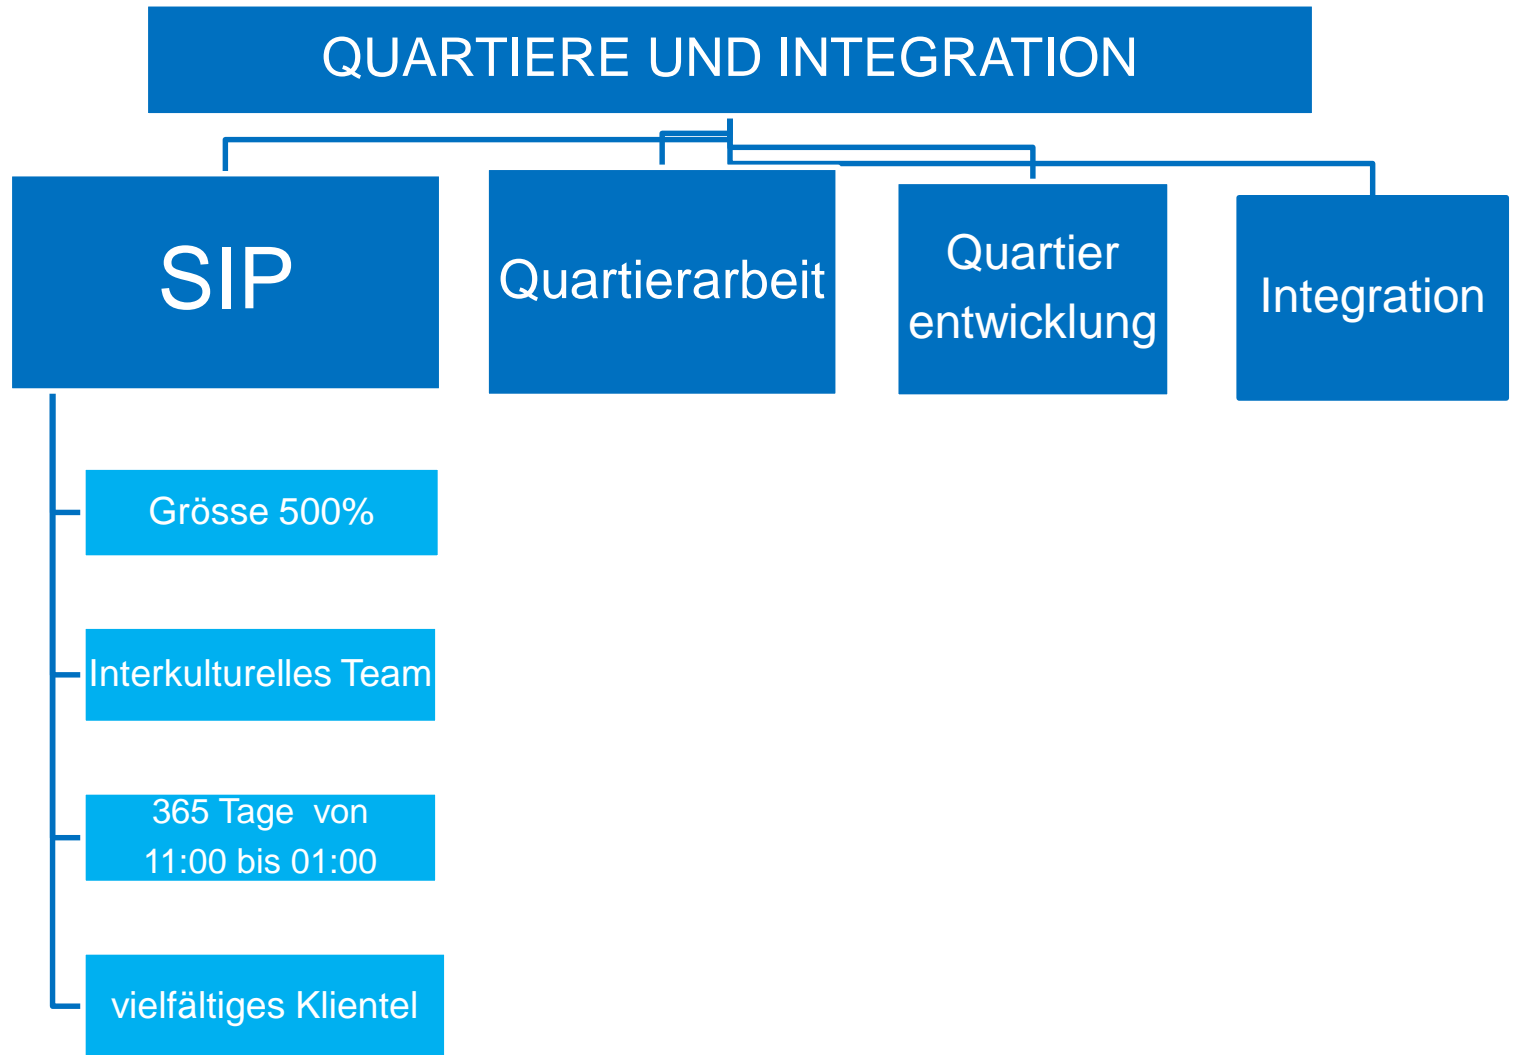 QUARTIERE UND INTEGRATION
SIP
Quartierarbeit
Quartier
entwicklung
Integration
Grösse 500%
Interkulturelles Team
365 Tage von
11:00 bis 01:00
vielfältiges Klientel